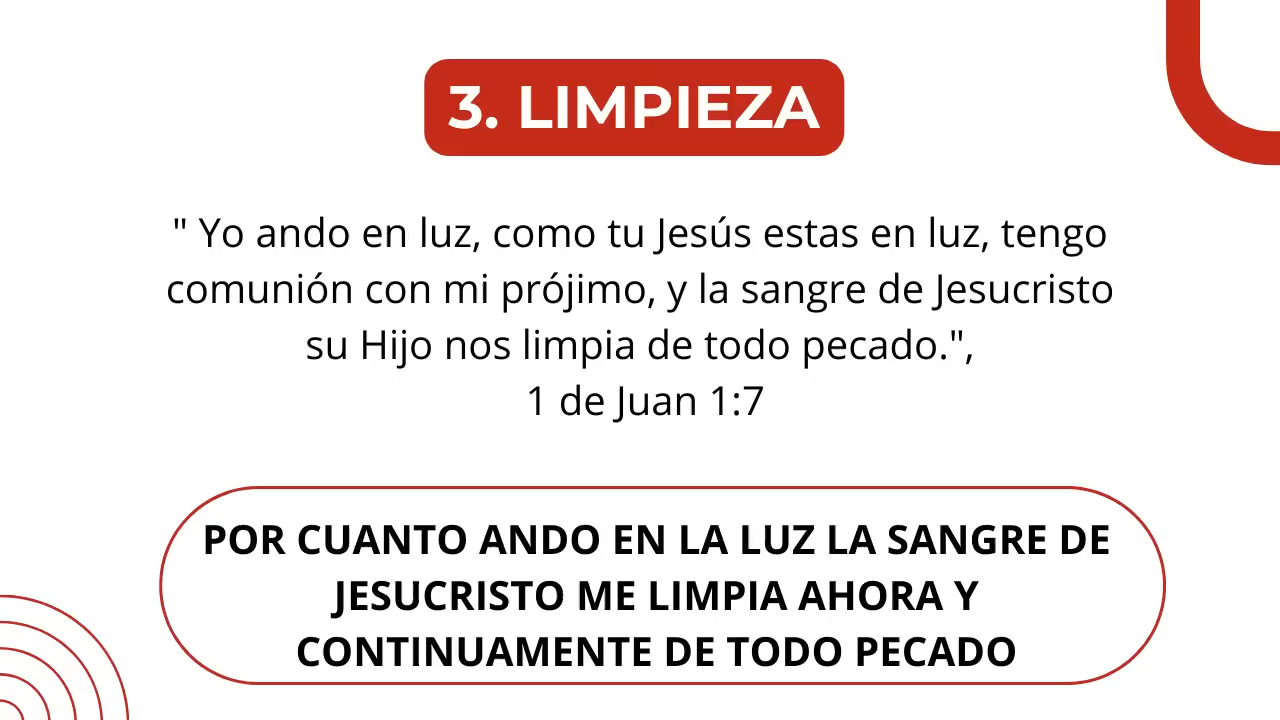 3. LIMPIEZA
" Yo ando en luz, como tu Jesús estas en luz, tengo
comunión con mi prójimo, y la sangre de Jesucristo
su Hijo nos limpia de todo pecado.",
1 de Juan 1:7
POR CUANTO ANDO EN LA LUZ LA SANGRE DE
JESUCRISTO ME LIMPIA AHORA Y
CONTINUAMENTE DE TODO PECADO